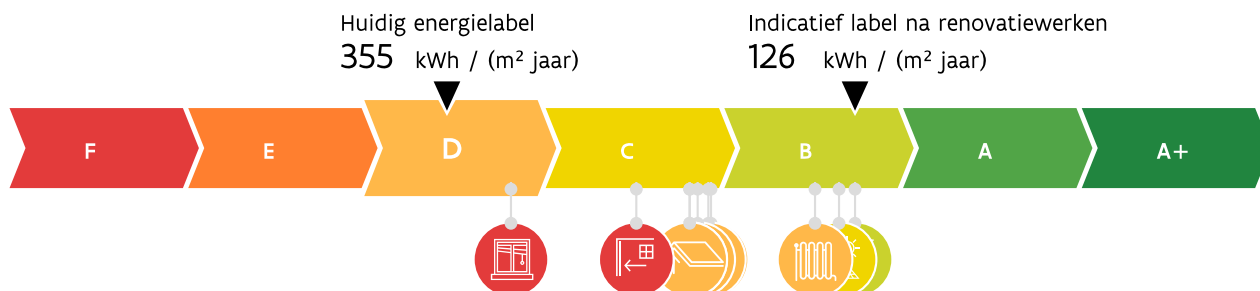 Huidig energielabel
355 kWh / (m² jaar)
Indicatief label na renovatiewerken
126 kWh / (m² jaar)
F E D C B A A+